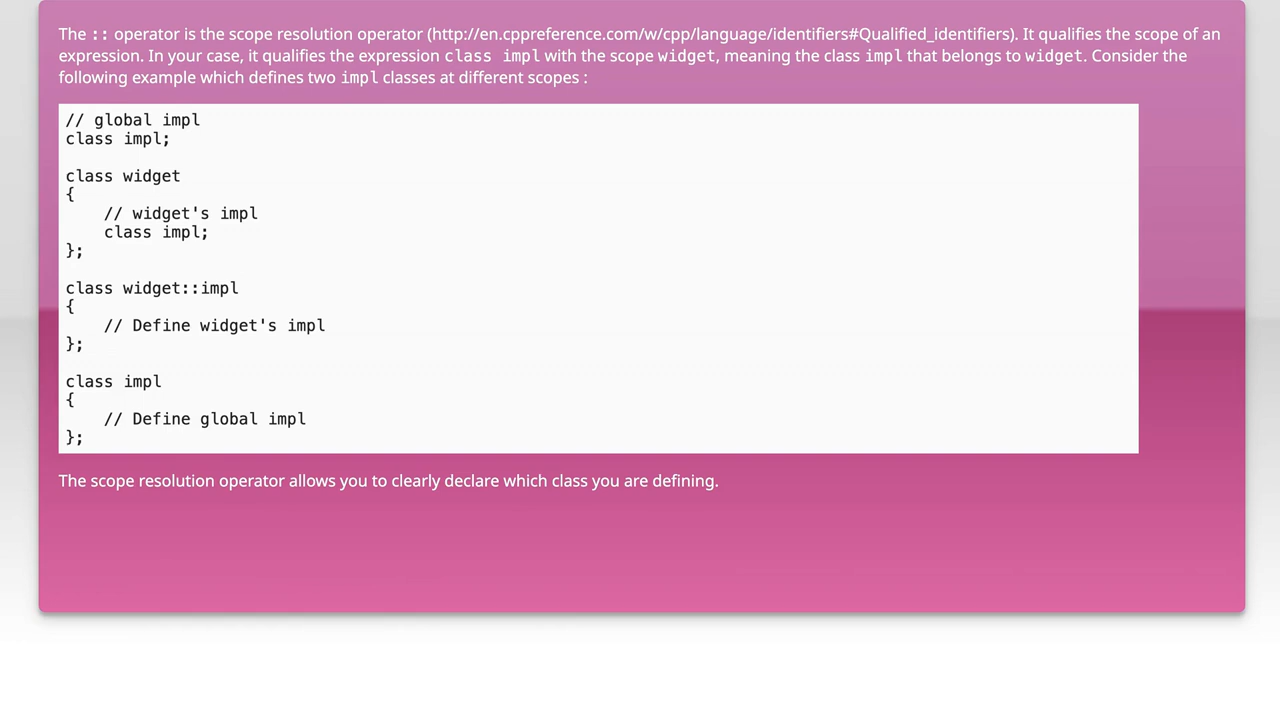 The :: operator is the scope resolution operator (http://en.cppreference.com/w/cpp/language/identifiers#Qualified_identifiers). It qualifies the scope of an
expression. In your case, it qualifies the expression class impl with the scope widget, meaning the class impl that belongs to widget. Consider the
following example which defines two impl classes at different scopes :
// global impl
class impl;
class widget
{
// widget's impl
class impl;
};
class widget::impl
{
// Define widget's impl
};
class impl
{
// Define global impl
};
The scope resolution operator allows you to clearly declare which class you are defining.